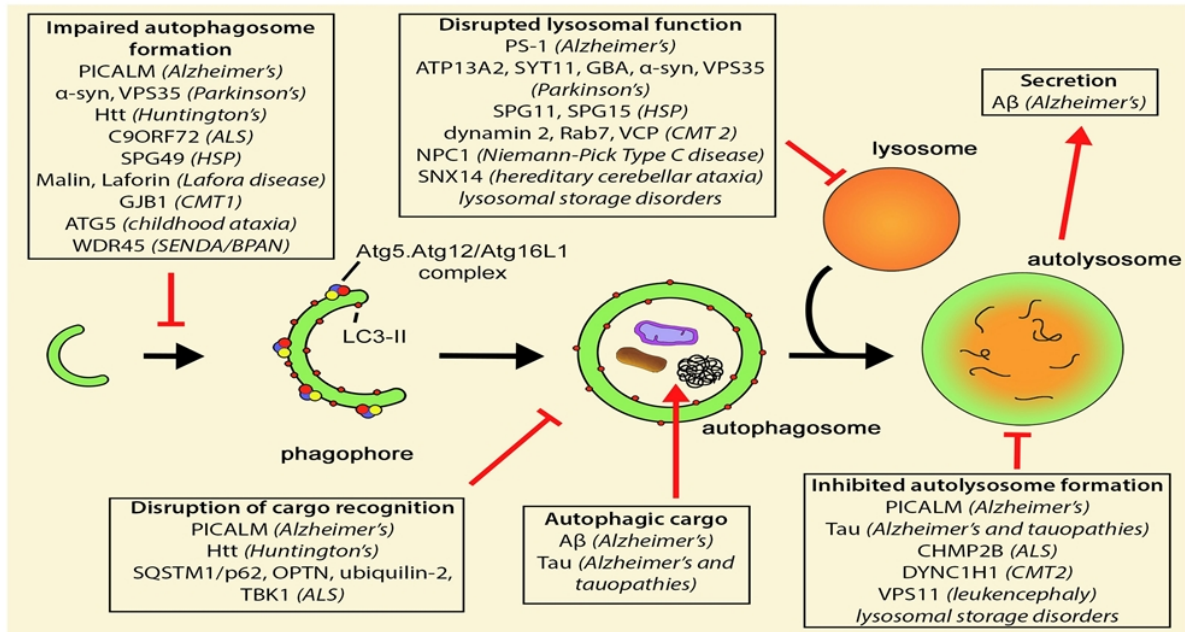 Impaired autophagosome
formation
PICALM (Alzheimer's)
α-syn, VPS35 (Parkinson's)
Htt (Huntington's)
C9ORF72 (ALS)
SPG49 (HSP)
Malin, Laforin (Lafora disease)
GJB1 (CMT1)
ATG5 (childhood ataxia)
WDR45 (SENDA/BPAN)
Disrupted lysosomal function
PS-1 (Alzheimer's)
ATP13A2, SYT11, GBA, α-syn, VPS35
(Parkinson's)
SPG11, SPG15 (HSP)
dynamin 2, Rab7, VCP (CMT 2)
NPC1 (Niemann-Pick Type C disease)
SNX14 (hereditary cerebellar ataxia)
lysosomal storage disorders
Secretion
Aβ (Alzheimer's)
lysosome
autolysosome
Atg5.Atg12/Atg16L1
complex
LC3-II
phagophore
autophagosome
Disruption of cargo recognition
PICALM (Alzheimer's)
Htt (Huntington's)
SQSTM1/p62, OPTN, ubiquilin-2,
TBK1 (ALS)
Autophagic cargo
Aβ (Alzheimer's)
Tau (Alzheimer's and
tauopathies)
Inhibited autolysosome formation
PICALM (Alzheimer's)
Tau (Alzheimer's and tauopathies)
CHMP2B (ALS)
DYNC1H1 (CMT2)
VPS11 (leukencephaly)
lysosomal storage disorders